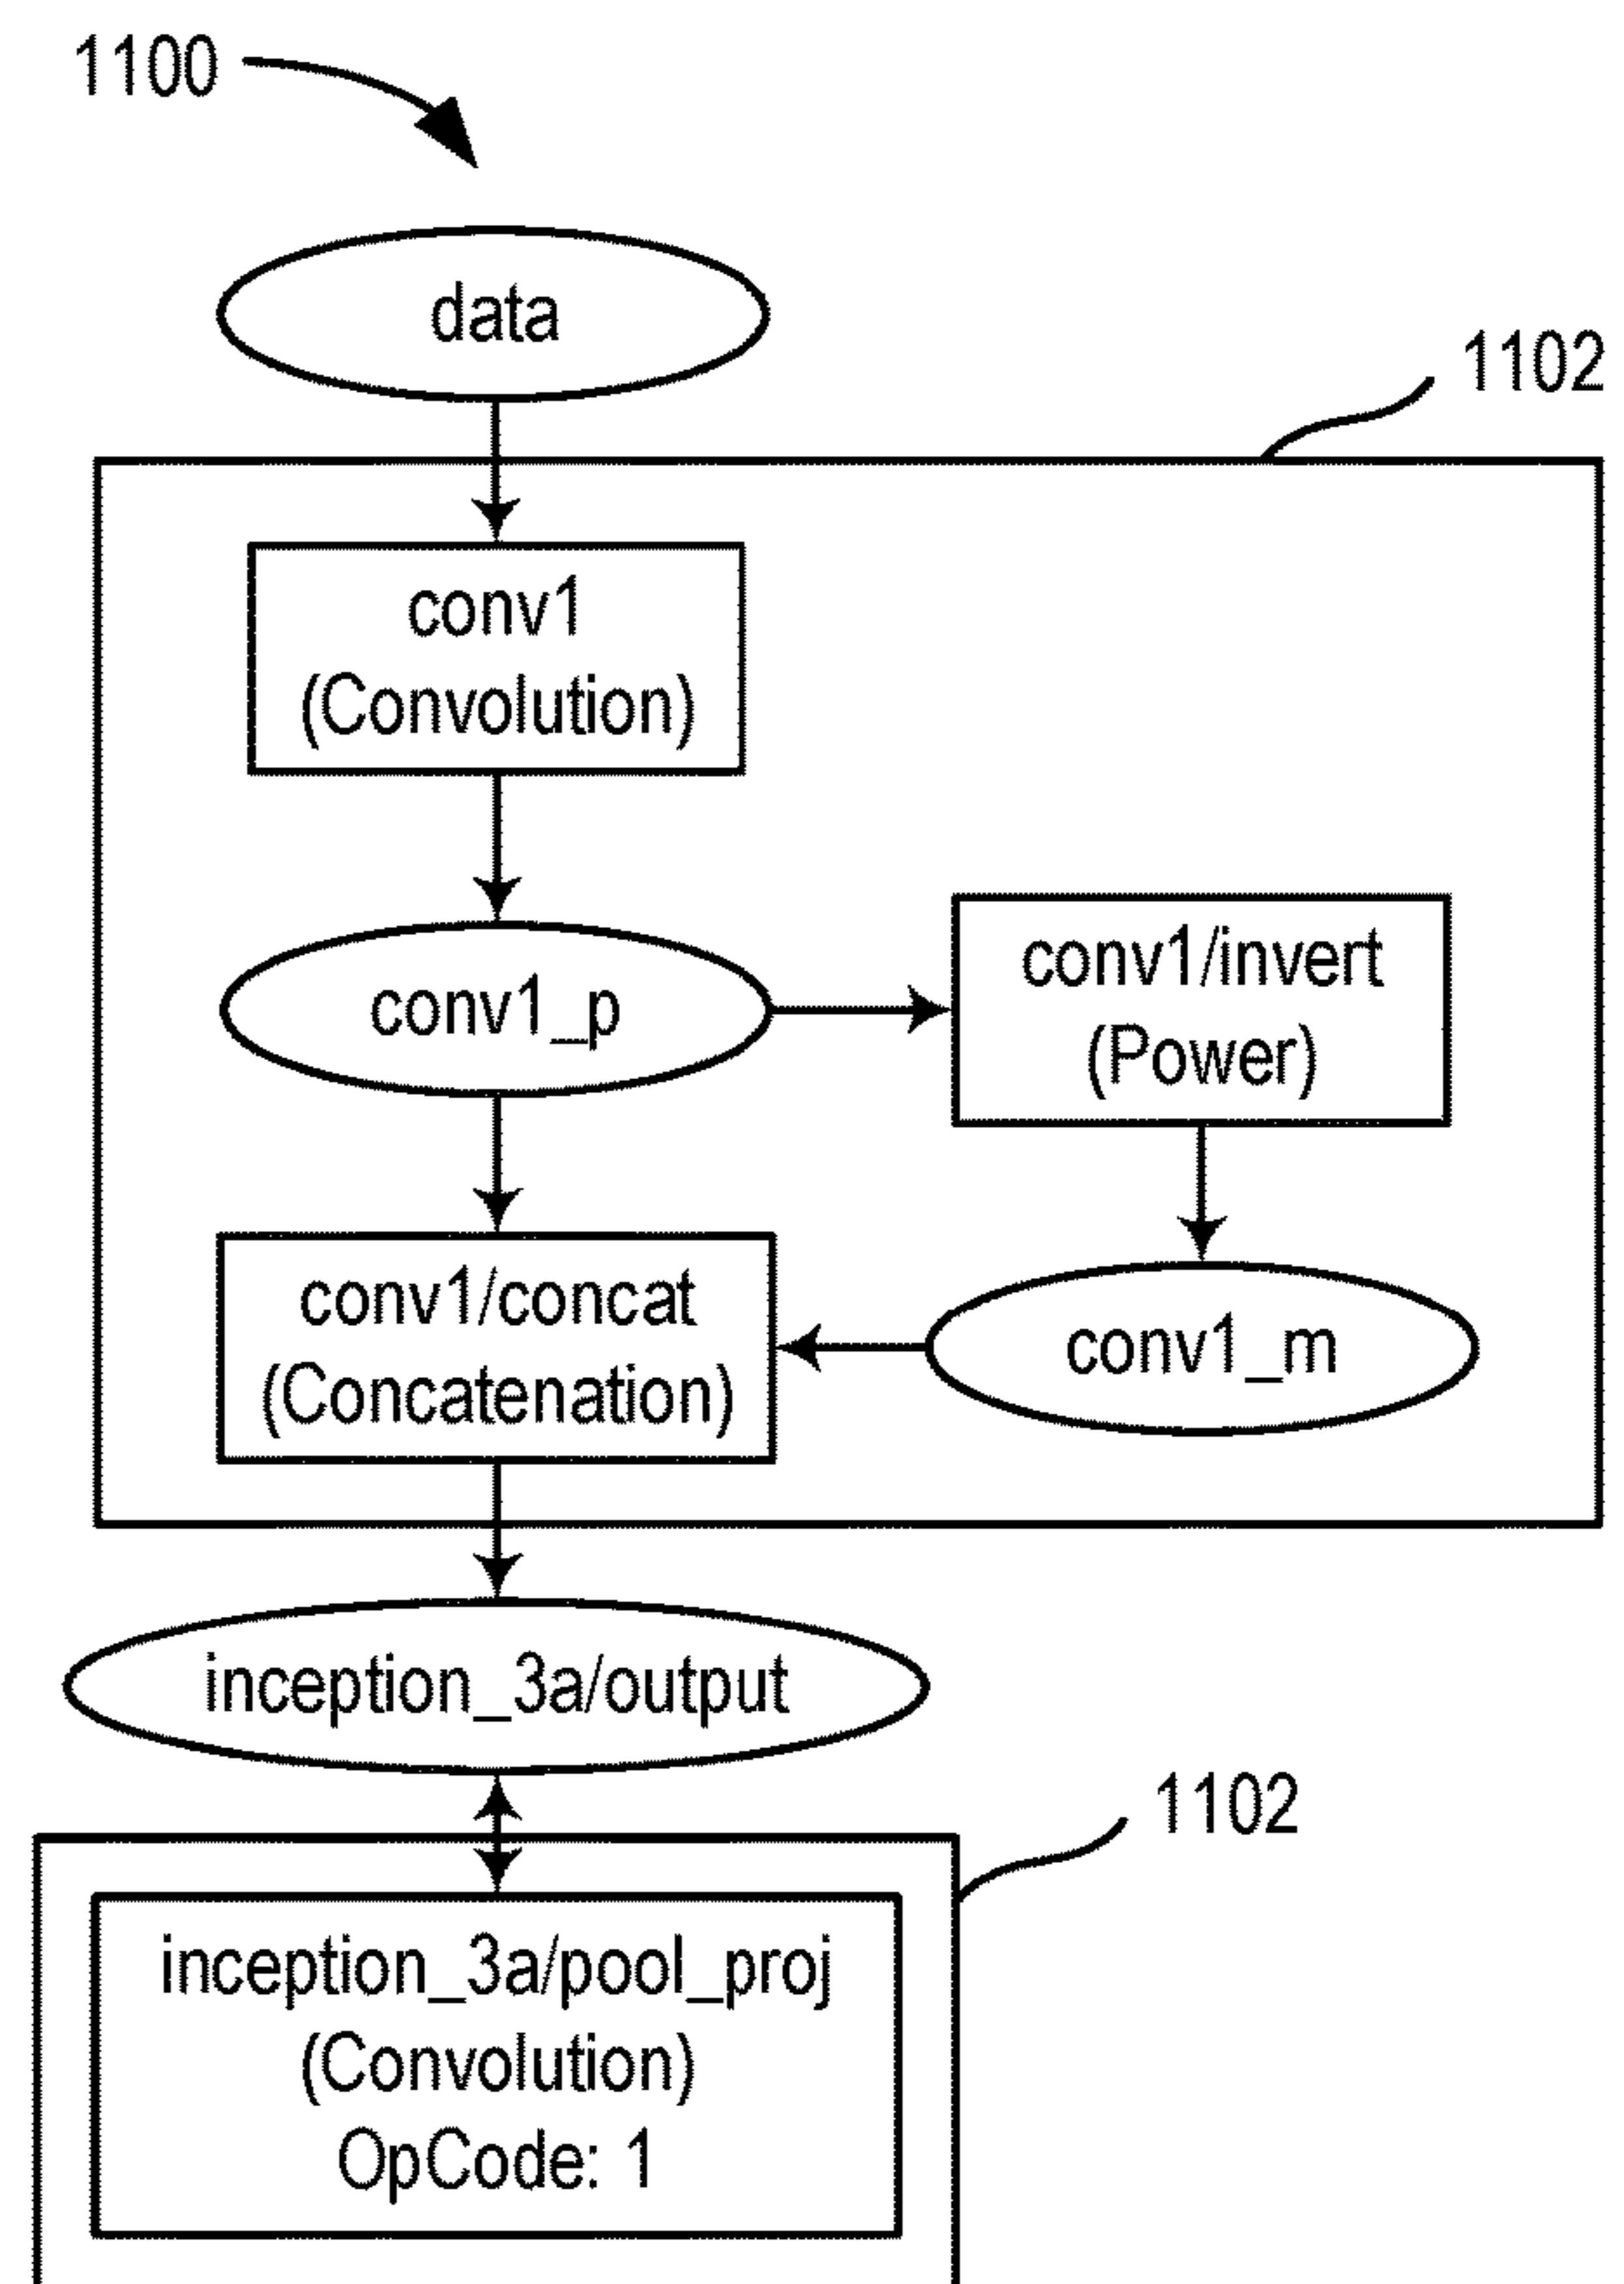 1100
data
1102
conv1
(Convolution)
conv1_p
conv1/invert
(Power)
conv1/concat
(Concatenation)
conv1_m
inception_3a/output
1102
inception_3a/pool_proj
(Convolution)
OpCode: 1